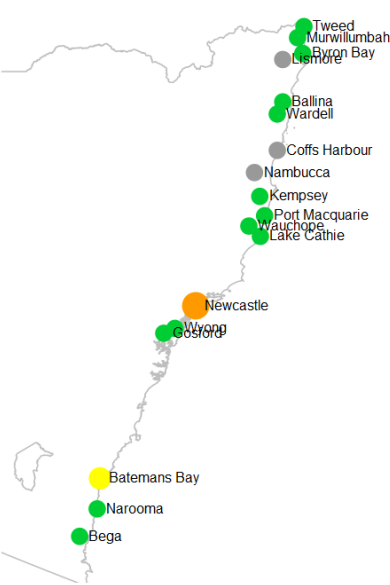 Tweed
Murwillumbah
Byron Bay
Lismore
Ballina
Wardell
Coffs Harbour
Nambucca
Kempsey
Port Macquarie
Wauchope
Lake Cathie
Newcastle
Wyong
Gosford
Batemans Bay
Narooma
Bega